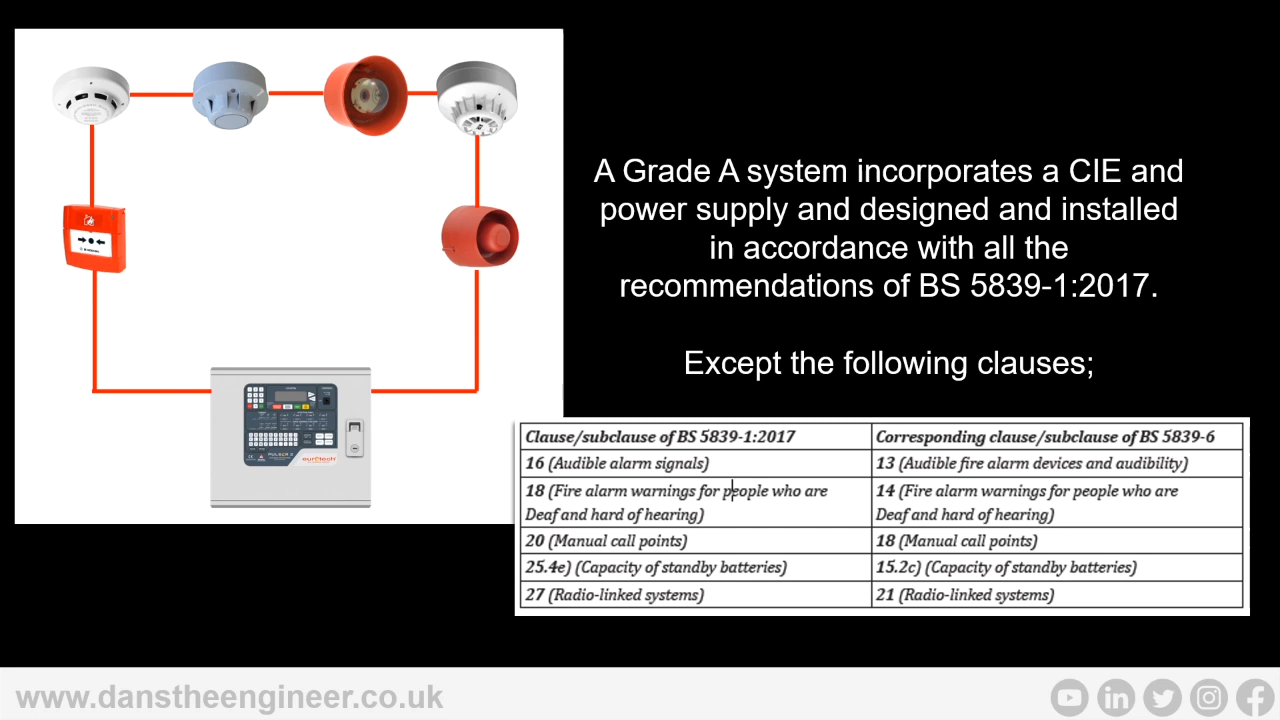 A Grade A system incorporates a CIE and
power supply and designed and installed
in accordance with all the
recommendations of BS 5839-1:2017.
Except the following clauses;
Clause/subclause of BS 5839-1:2017 Corresponding clause/subclause of BS 5839-6
16 (Audible alarm signals) 13 (Audible fire alarm devices and audibility)
18 (Fire alarm warnings for people who are 14 (Fire alarm warnings for people who are
Deaf and hard of hearing) Deaf and hard of hearing)
20 (Manual call points) 18 (Manual call points)
25.4e) (Capacity of standby batteries) 15.2c) (Capacity of standby batteries)
27 (Radio-linked systems) 21 (Radio-linked systems)
www.danstheengineer.co.uk